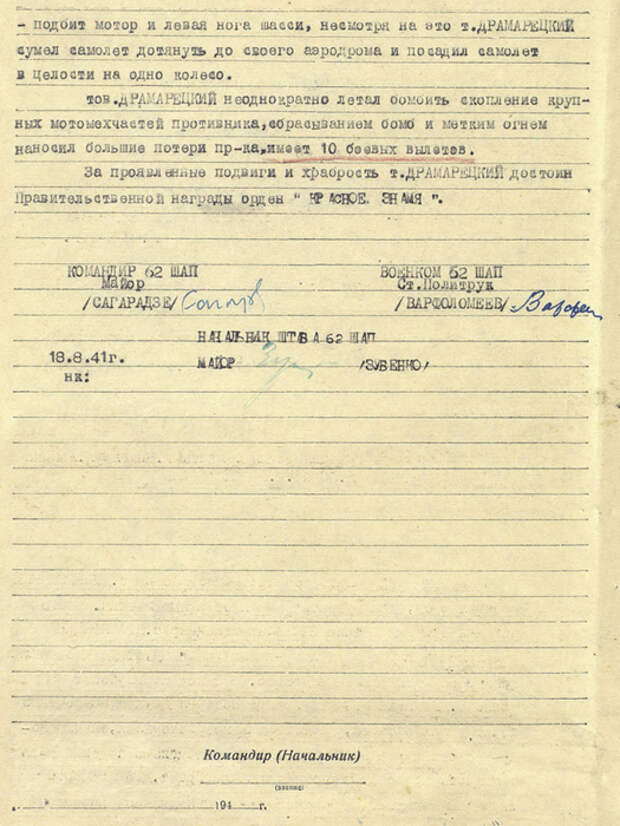 - подбит мотор и левая нога шасси, несмотря на это т.ДРАМАРЕЦКИЙ
сумел самолет дотянуть до своего аэродрома и посадил самолет
в целости на одно колесо.
тов.ДРАМАРЕЦКИЙ неоднократно летал бомбить скопление круп-
ных мотомехчастей противника,сбрасыванием бомб и метким огнем
наносил большие потери пр-ка,имеет 10 боевых вылетов.
За проявленные подвиги и храбрость т.ДРАМАРЕЦКИЙ достоин
Правительственной награды орден " КРАСНОЕ ЗНАМЯ ".
КОМАНДИР 62 ШАП ВОЕНКОМ 62 ШАП
Майор Ст.Политрук
/САГАРАДЗЕ/ /ВАРФОЛОМЕЕВ/
НАЧАЛЬНИК ШТАБА 62 ШАП
18.8.41г. МАЙОР /ЗУБЕНКО/
нк:
Командир (Начальник)
(звание)
194 г.